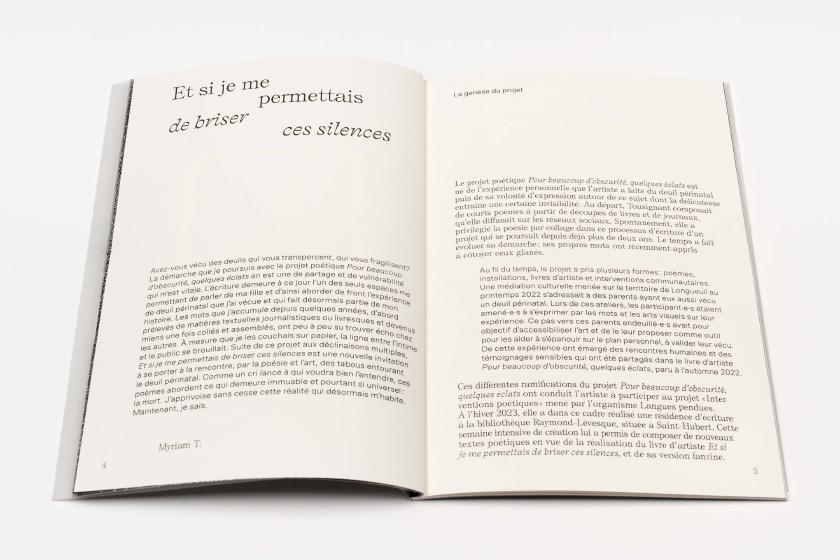 Et si je me
permettais
de briser
ces silences
Avez-vous vécu des deuils qui vous transpercent, qui vous fragilisent?
La démarche que je poursuis avec le projet poétique Pour beaucoup
d'obscurité, quelques éclats en est une de partage et de vulnérabilité
qui m'est vitale. L'écriture demeure à ce jour l'un des seuls espaces me
permettant de parler de ma fille et d'ainsi aborder de front l'expérience
de deuil périnatal que j'ai vécue et qui fait désormais partie de mon
histoire. Les mots que j'accumule depuis quelques années, d'abord
prélevés de matières textuelles journalistiques ou livresques et devenus
miens une fois collés et assemblés, ont peu à peu su trouver écho chez
les autres. À mesure que je les couchais sur papier, la ligne entre l'intime
et le public se brouillait. Suite de ce projet aux déclinaisons multiples,
Et si je me permettais de briser ces silences est une nouvelle invitation
à se porter à la rencontre, par la poésie et l'art, des tabous entourant
le deuil périnatal. Comme un cri lancé à qui voudra bien l'entendre, ces
poèmes abordent ce qui demeure immuable et pourtant si universel:
la mort. J'apprivoise sans cesse cette réalité qui désormais m'habite.
Maintenant, je sais.
Myriam T.
4
La genèse du projet
Le projet poétique Pour beaucoup d'obscurité, quelques éclats est
né de l'expérience personnelle que l'artiste a faite du deuil périnatal
puis de sa volonté d'expression autour de ce sujet dont la délicatesse
entraîne une certaine invisibilité. Au départ, Tousignant composait
de courts poèmes à partir de découpes de livres et de journaux,
qu'elle diffusait sur les réseaux sociaux. Spontanément, elle a
privilégié la poésie par collage dans ce processus d'écriture d'un
projet qui se poursuit depuis déjà plus de deux ans. Le temps a fait
évoluer sa démarche: ses propres mots ont récemment appris
à côtoyer ceux glanés.
Au fil du temps, le projet a pris plusieurs formes: poèmes,
installations, livres d'artiste et interventions communautaires.
Une médiation culturelle menée sur le territoire de Longueuil au
printemps 2022 s'adressait à des parents ayant eux aussi vécu
un deuil périnatal. Lors de ces ateliers, les participant·e·s étaient
amené·e·s à s'exprimer par les mots et les arts visuels sur leur
expérience. Ce pas vers ces parents endeuillé·e·s avait pour
objectif d'accessibiliser l'art et de le leur proposer comme outil
pour les aider à s'épanouir sur le plan personnel, à valider leur vécu.
De cette expérience ont émergé des rencontres humaines et des
témoignages sensibles qui ont été partagés dans le livre d'artiste
Pour beaucoup d'obscurité, quelques éclats, paru à l'automne 2022.
Ces différentes ramifications du projet Pour beaucoup d'obscurité,
quelques éclats ont conduit l'artiste à participer au projet «Inter-
ventions poétiques» mené par l'organisme Langues pendues.
À l'hiver 2023, elle a dans ce cadre réalisé une résidence d'écriture
à la bibliothèque Raymond-Lévesque, située à Saint-Hubert. Cette
semaine intensive de création lui a permis de composer de nouveaux
textes poétiques en vue de la réalisation du livre d'artiste Et si
je me permettais de briser ces silences, et de sa version fanzine.
5